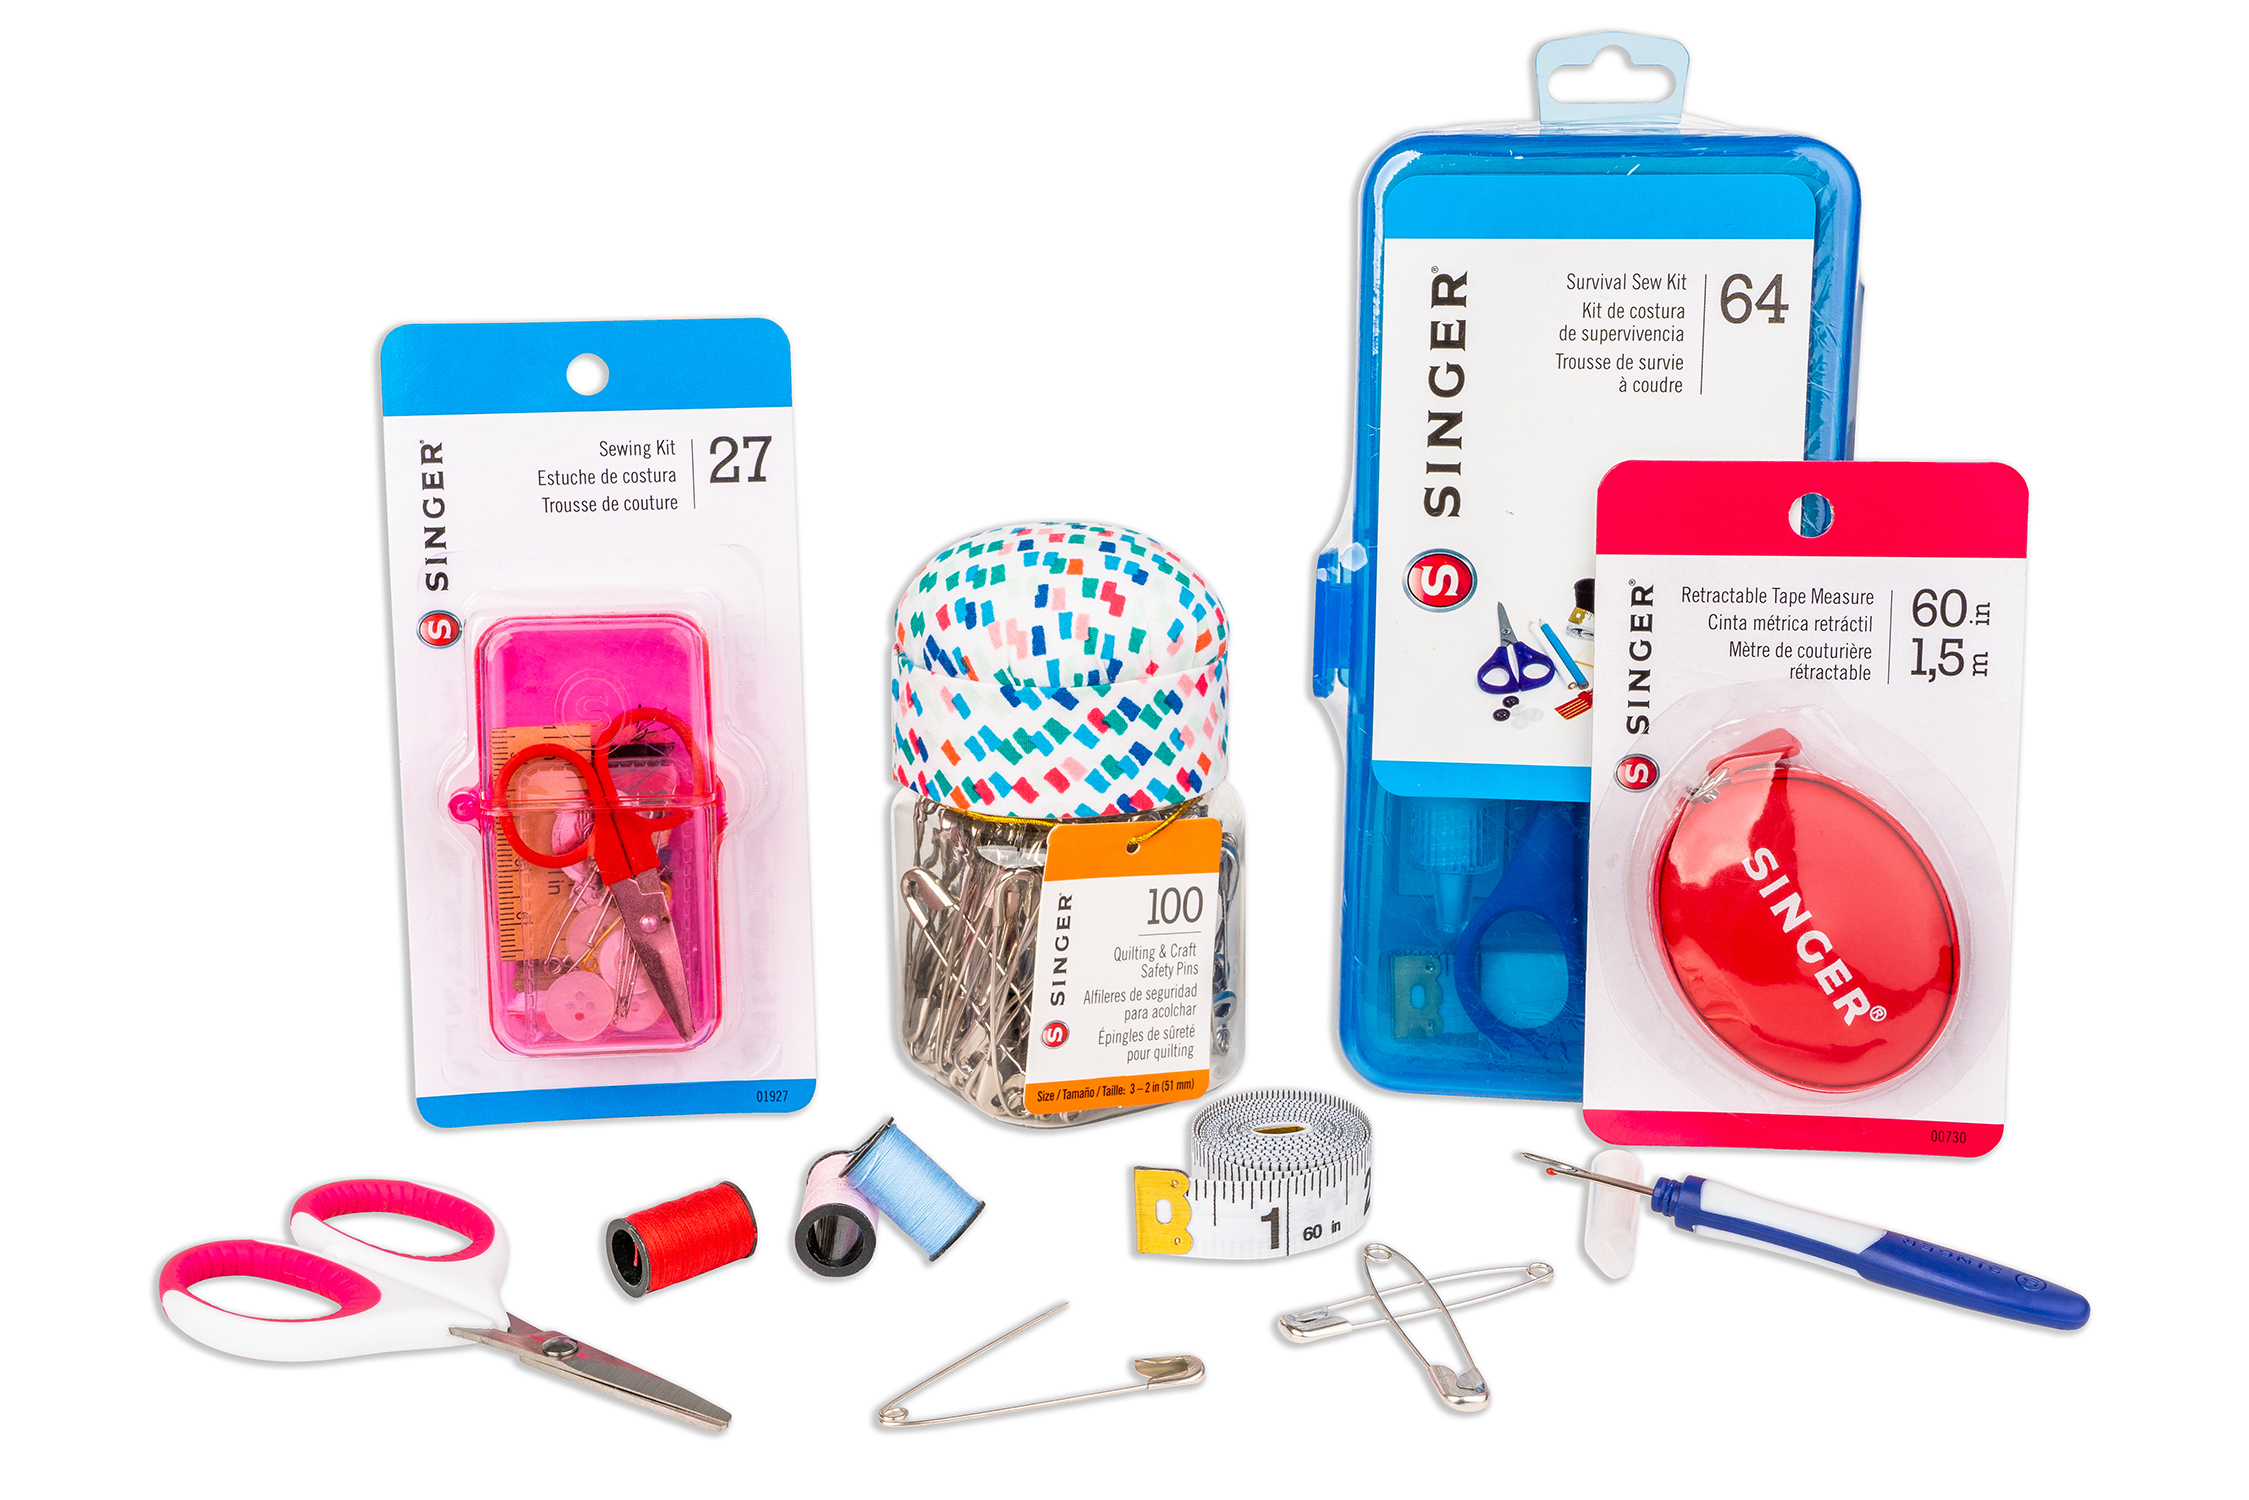 SINGER®
Sewing Kit
Estuche de costura
Trousse de couture
27
S
01927
SINGER
S
100
Quilting & Craft
Safety Pins
Alfileres de seguridad
para acolchar
Épingles de sûreté
pour quilting
Size / Tamaño / Taille: 3 – 2 in (51 mm)
SINGER®
S
Survival Sew Kit
Kit de costura
de supervivencia
Trousse de survie
à coudre
64
SINGER®
S
Retractable Tape Measure
Cinta métrica retráctil
Mètre de couturière
rétractable
60 in
1,5 m
SINGER®
00730
1
60 in
2
SINGER